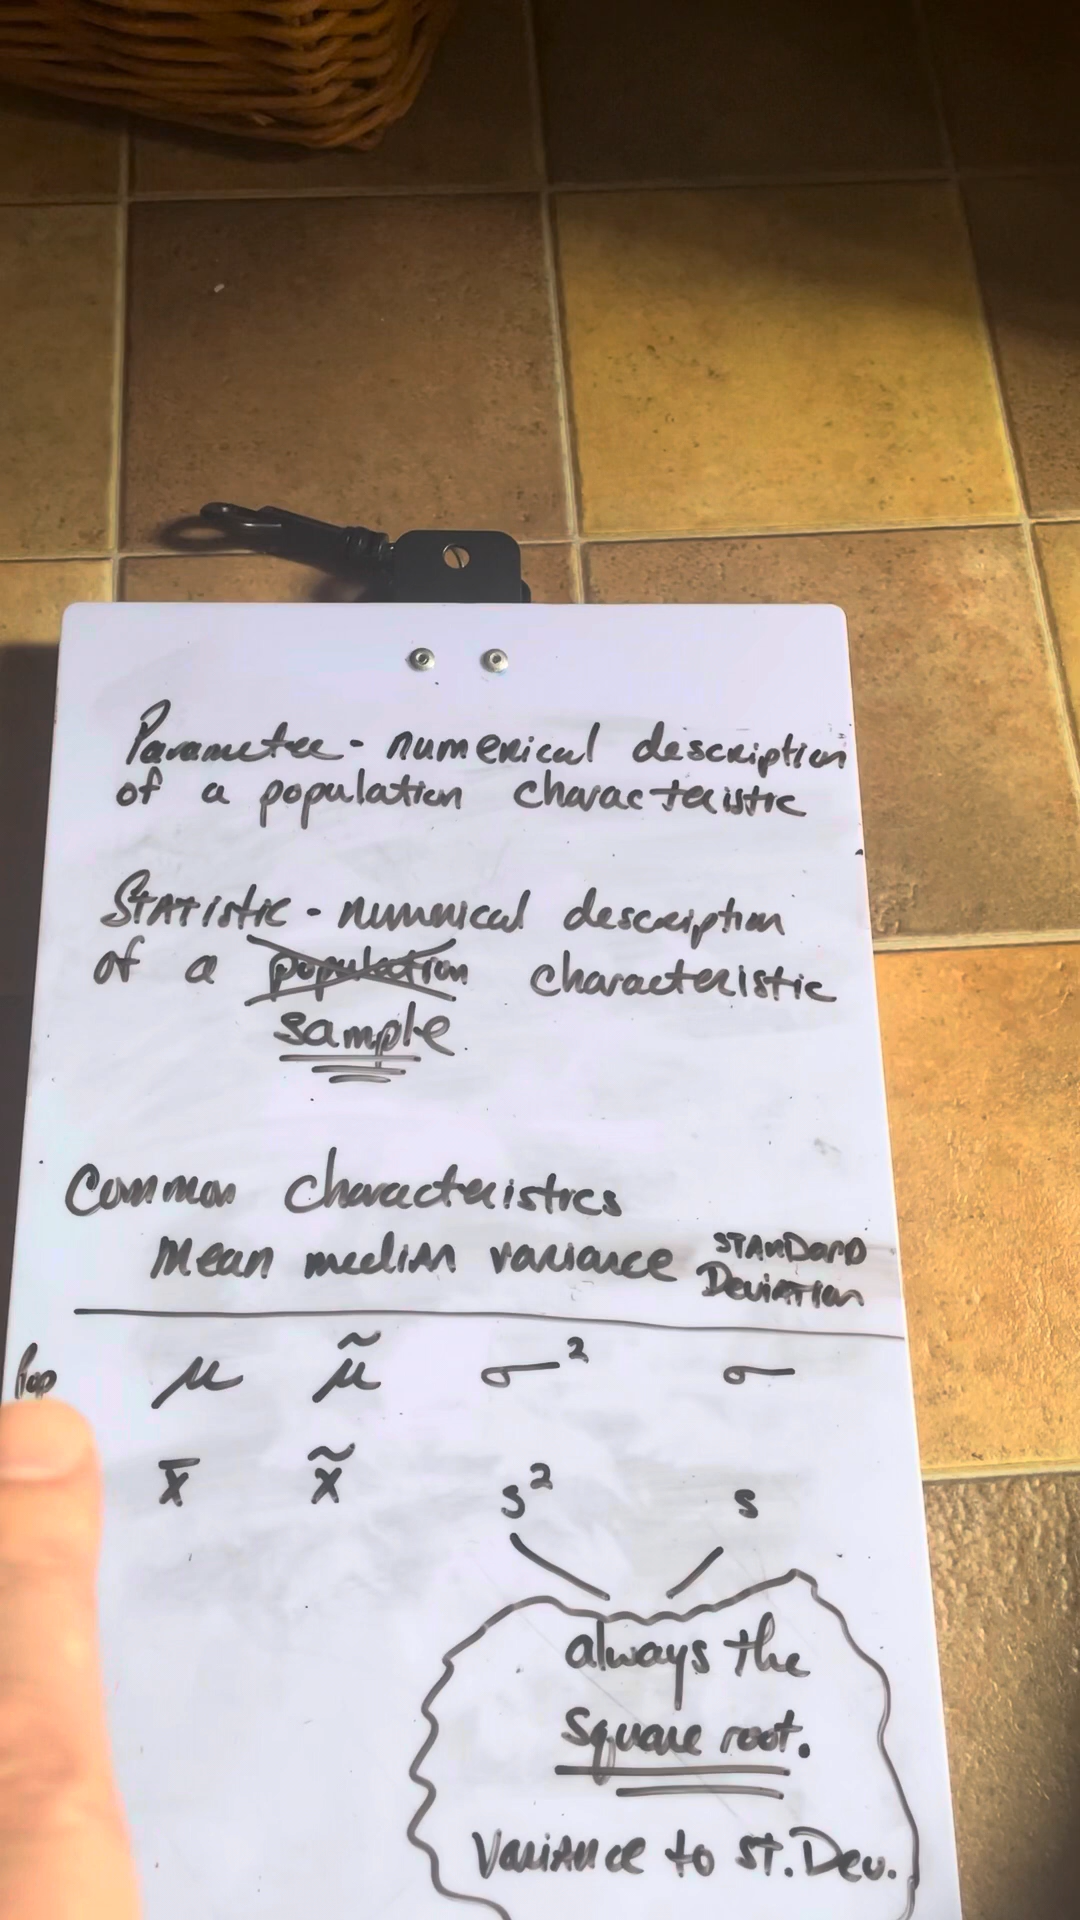 Parameter - numerical description
of a population characteristic
Statistic - numerical description
of a population characteristic
sample
Common Characteristics
Mean median variance STANDARD
Deviation
Pop μ μ̃ σ² σ
x̄ x̃ s² s
always the
square root.
Variance to St. Dev.